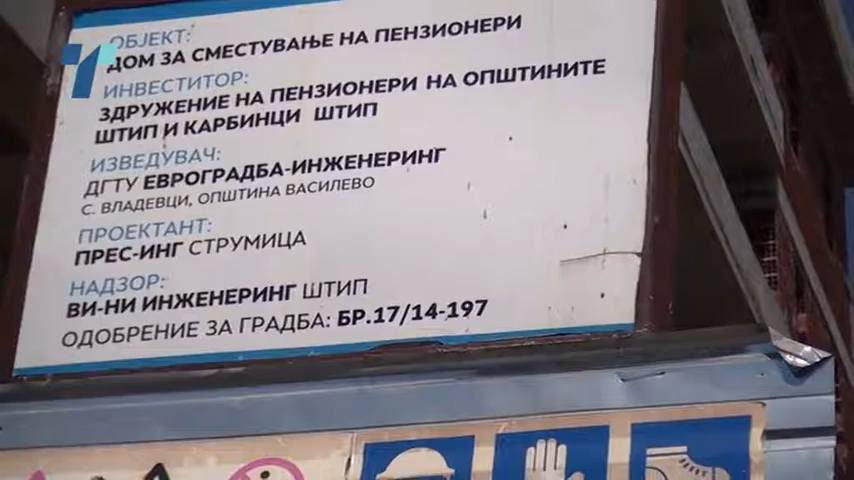 ОБЈЕКТ:
ДОМ ЗА СМЕСТУВАЊЕ НА ПЕНЗИОНЕРИ
ИНВЕСТИТОР:
ЗДРУЖЕНИЕ НА ПЕНЗИОНЕРИ НА ОПШТИНИТЕ
ШТИП И КАРБИНЦИ ШТИП
ИЗВЕДУВАЧ:
ДГТУ ЕВРОГРАДБА-ИНЖЕНЕРИНГ
С. ВЛАДЕВЦИ, ОПШТИНА ВАСИЛЕВО
ПРОЕКТАНТ:
ПРЕС-ИНГ СТРУМИЦА
НАДЗОР:
ВИ-НИ ИНЖЕНЕРИНГ ШТИП
ОДОБРЕНИЕ ЗА ГРАДБА: БР.17/14-197